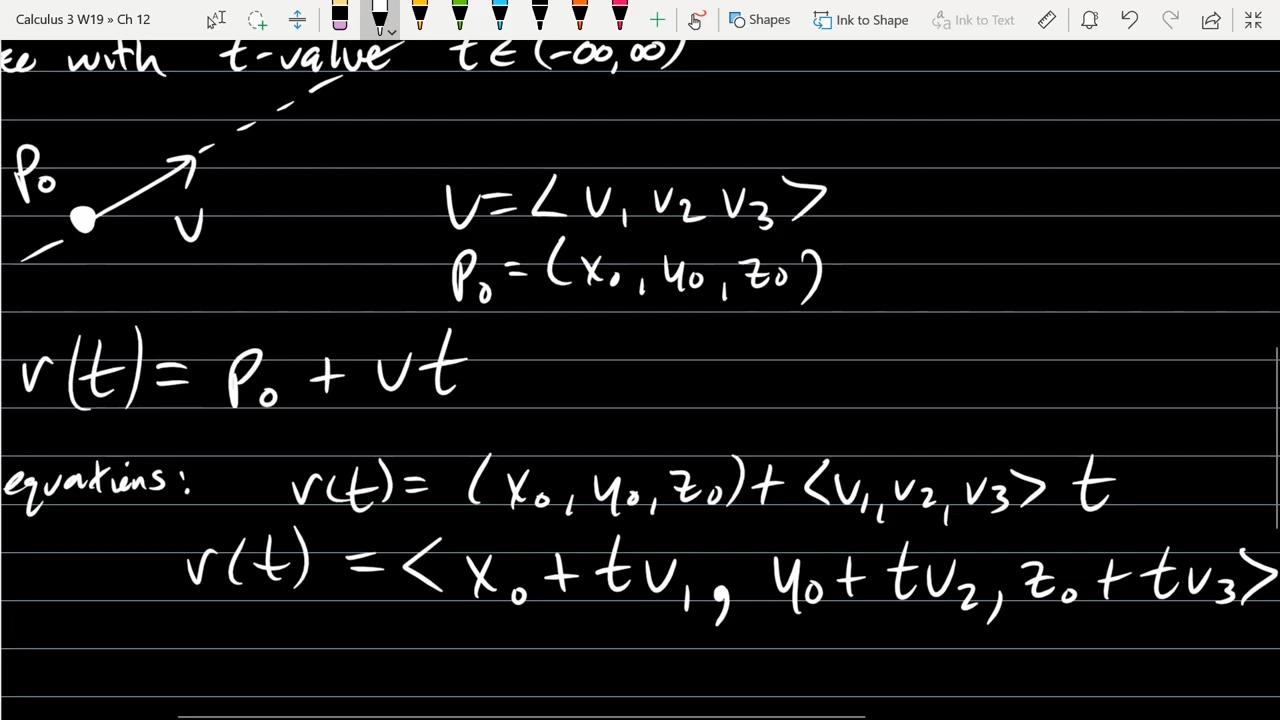 Calculus 3 W19 » Ch 12
Shapes
Ink to Shape
Ink to Text
with t-value t ∈ (-∞, ∞)
P₀
v
v = < v₁ v₂ v₃ >
P₀ = (x₀, y₀, z₀)
r(t) = P₀ + vt
equations: r(t) = (x₀, y₀, z₀) + <v₁, v₂, v₃> t
r(t) = < x₀ + tv₁, y₀ + tv₂, z₀ + tv₃ >